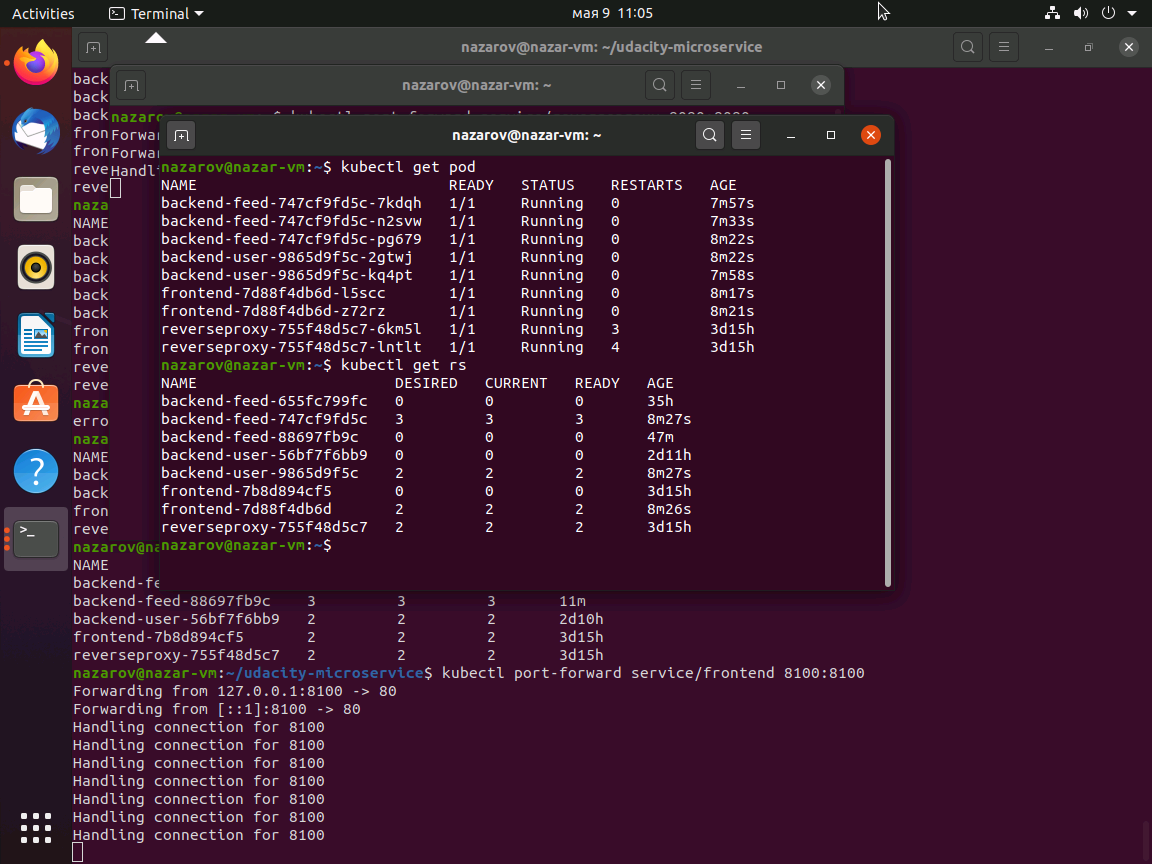 Activities Terminal мая 9 11:05
nazarov@nazar-vm: ~/udacity-microservice
nazarov@nazar-vm: ~
nazarov@nazar-vm: ~
back
back
back
fron
fron
reve
reve
naza
NAME
back
back
back
back
back
fron
fron
reve
reve
naza
erro
naza
NAME
back
back
fron
reve
nazarov@na
NAME
backend-fe
Forwar
Forwar
Handl
nazarov@nazar-vm:~$ kubectl get pod
NAME READY STATUS RESTARTS AGE
backend-feed-747cf9fd5c-7kdqh 1/1 Running 0 7m57s
backend-feed-747cf9fd5c-n2svw 1/1 Running 0 7m33s
backend-feed-747cf9fd5c-pg679 1/1 Running 0 8m22s
backend-user-9865d9f5c-2gtwj 1/1 Running 0 8m22s
backend-user-9865d9f5c-kq4pt 1/1 Running 0 7m58s
frontend-7d88f4db6d-l5scc 1/1 Running 0 8m17s
frontend-7d88f4db6d-z72rz 1/1 Running 0 8m21s
reverseproxy-755f48d5c7-6km5l 1/1 Running 3 3d15h
reverseproxy-755f48d5c7-lntlt 1/1 Running 4 3d15h
nazarov@nazar-vm:~$ kubectl get rs
NAME DESIRED CURRENT READY AGE
backend-feed-655fc799fc 0 0 0 35h
backend-feed-747cf9fd5c 3 3 3 8m27s
backend-feed-88697fb9c 0 0 0 47m
backend-user-56bf7f6bb9 0 0 0 2d11h
backend-user-9865d9f5c 2 2 2 8m27s
frontend-7b8d894cf5 0 0 0 3d15h
frontend-7d88f4db6d 2 2 2 8m26s
reverseproxy-755f48d5c7 2 2 2 3d15h
nazarov@nazar-vm:~$
backend-feed-88697fb9c 3 3 3 11m
backend-user-56bf7f6bb9 2 2 2 2d10h
frontend-7b8d894cf5 2 2 2 3d15h
reverseproxy-755f48d5c7 2 2 2 3d15h
nazarov@nazar-vm:~/udacity-microservice$ kubectl port-forward service/frontend 8100:8100
Forwarding from 127.0.0.1:8100 -> 80
Forwarding from [::1]:8100 -> 80
Handling connection for 8100
Handling connection for 8100
Handling connection for 8100
Handling connection for 8100
Handling connection for 8100
Handling connection for 8100
Handling connection for 8100